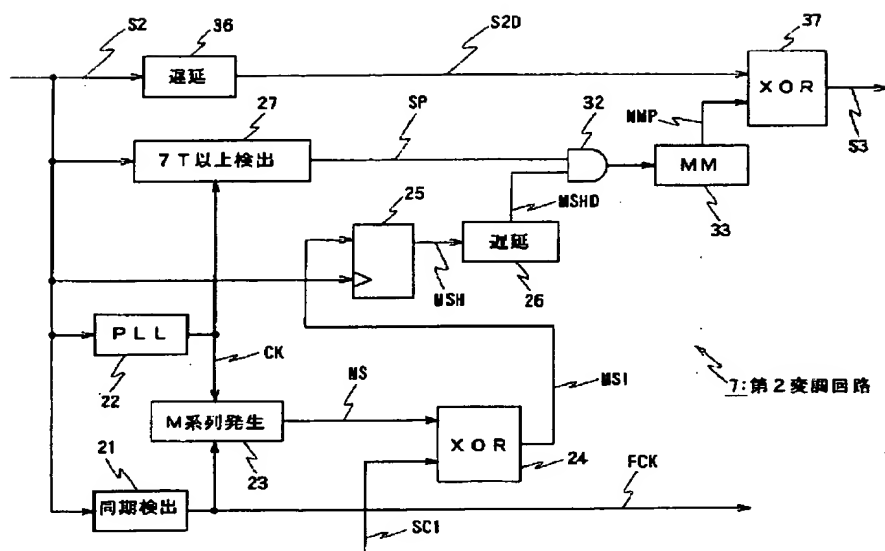 S2
36
遅延
S2D
37
XOR
S3
27
7T以上検出
SP
32
MMP
MM
33
25
MSH
遅延
26
MSHD
PLL
22
CK
M系列発生
23
MS
XOR
24
MS1
7:第2変調回路
21
同期検出
SC1
FCK